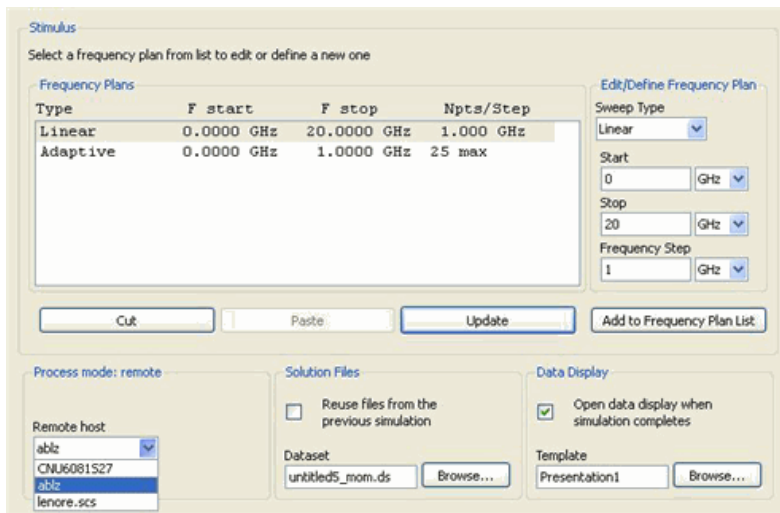 Stimulus
Select a frequency plan from list to edit or define a new one
Frequency Plans
Type F start F stop Npts/Step
Linear 0.0000 GHz 20.0000 GHz 1.000 GHz
Adaptive 0.0000 GHz 1.0000 GHz 25 max
Edit/Define Frequency Plan
Sweep Type
Linear
Start
0 GHz
Stop
20 GHz
Frequency Step
1 GHz
Cut Paste Update Add to Frequency Plan List
Process mode: remote
Remote host
ablz
CNU6081S27
ablz
lenore.scs
Solution Files
Reuse files from the
previous simulation
Dataset
untitled5_mom.ds Browse...
Data Display
Open data display when
simulation completes
Template
Presentation1 Browse...